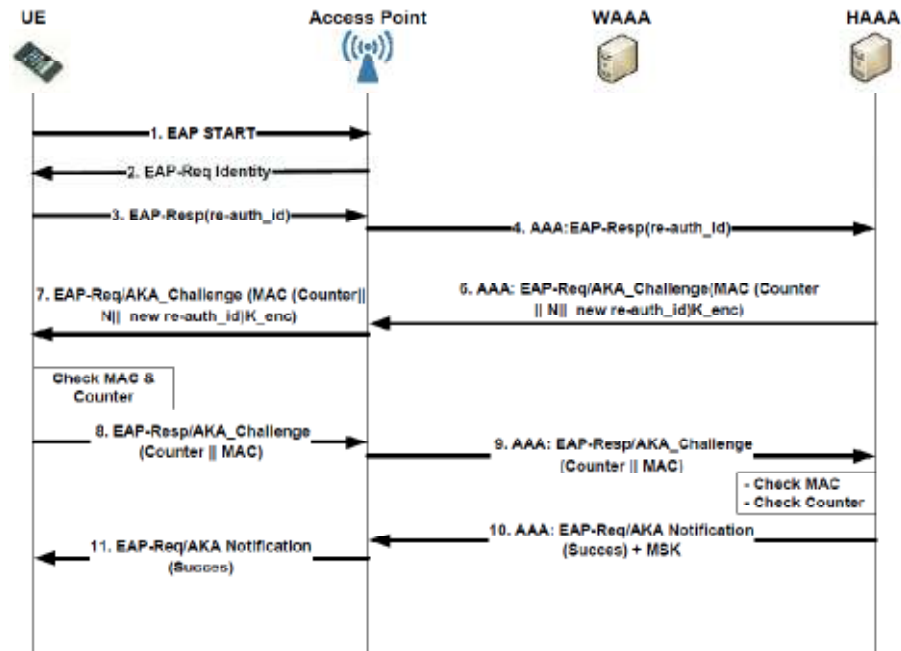 UE
Access Point
WAAA
HAAA
1. EAP START
2. EAP-Req Identity
3. EAP-Resp(re-auth_id)
4. AAA:EAP-Resp(re-auth_Id)
6. AAA: EAP-Req/AKA_Challenge(MAC (Counter
|| N|| new re-auth_id)K_enc)
7. EAP-Req/AKA_Challenge (MAC (Counter||
N|| new re-auth_id)K_enc)
Check MAC &
Counter
8. EAP-Resp/AKA_Challenge
(Counter || MAC)
9. AAA: EAP-Resp/AKA_Challenge
(Counter || MAC)
- Check MAC
- Check Counter
10. AAA: EAP-Req/AKA Notification
(Succes) + MSK
11. EAP-Req/AKA Notification
(Succes)